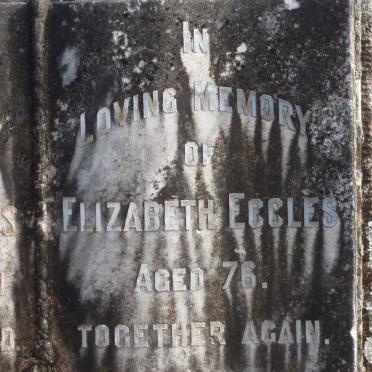 IN
LOVING MEMORY
OF
ELIZABETH ECCLES
AGED 76.
TOGETHER AGAIN.